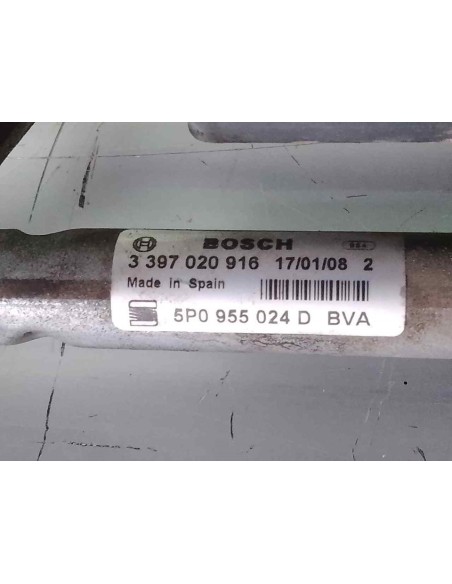 BOSCH
3 397 020 916 17/01/08 2
Made in Spain
5P0 955 024 D BVA